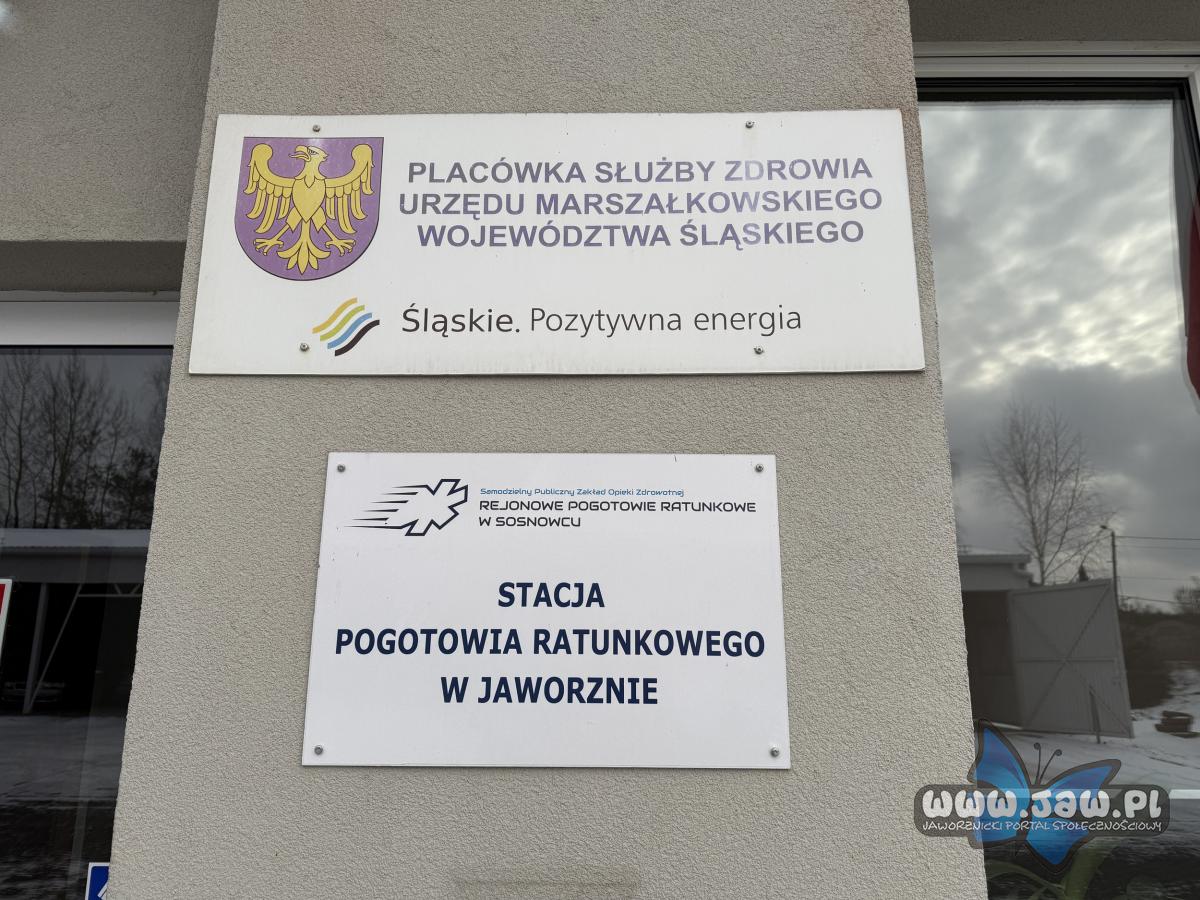 PLACÓWKA SŁUŻBY ZDROWIA
URZĘDU MARSZAŁKOWSKIEGO
WOJEWÓDZTWA ŚLĄSKIEGO
Śląskie. Pozytywna energia
Samodzielny Publiczny Zakład Opieki Zdrowotnej
REJONOWE POGOTOWIE RATUNKOWE
W SOSNOWCU
STACJA
POGOTOWIA RATUNKOWEGO
W JAWORZNIE
www.jaw.pl
JAWORZNICKI PORTAL SPOŁECZNOŚCIOWY